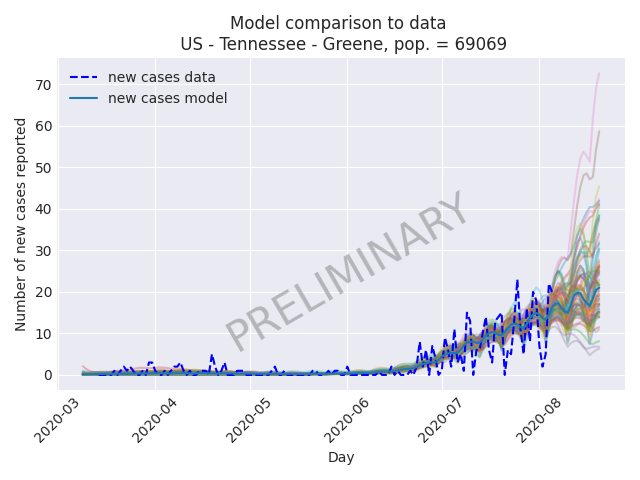 Model comparison to data
US - Tennessee - Greene, pop. = 69069
new cases data
new cases model
Number of new cases reported
70
60
50
40
30
20
10
0
PRELIMINARY
2020-03
2020-04
2020-05
2020-06
2020-07
2020-08
Day